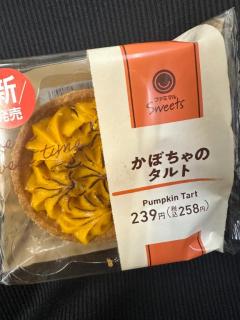 新
発売
ファミマル
Sweets
time
かぼちゃの
タルト
Pumpkin Tart
239円(税込258円)